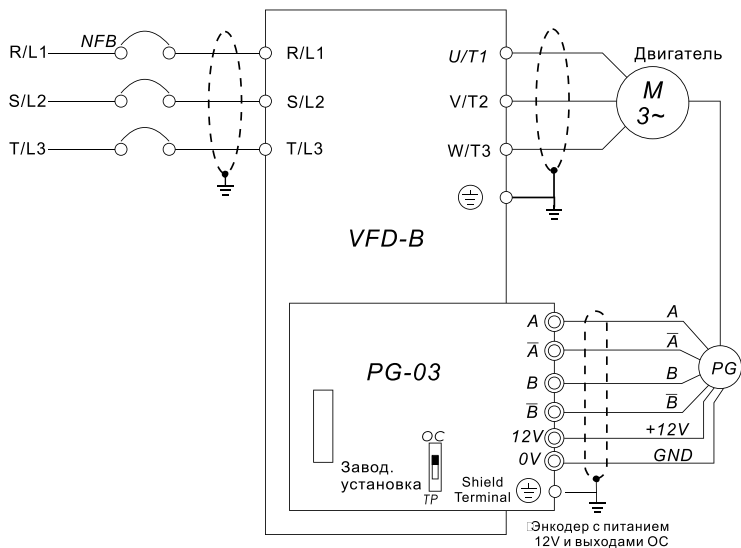 NFB
R/L1
R/L1
U/T1
Двигатель
S/L2
S/L2
V/T2
M
3~
T/L3
T/L3
W/T3
VFD-B
A
A
A̅
A̅
PG-03
B
B
PG
B̅
B̅
OC
12V
+12V
0V
GND
Завод.
установка
TP
Shield
Terminal
Энкодер с питанием
12V и выходами ОС